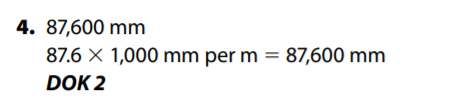 4. 87,600 mm
87.6 × 1,000 mm per m = 87,600 mm
DOK 2